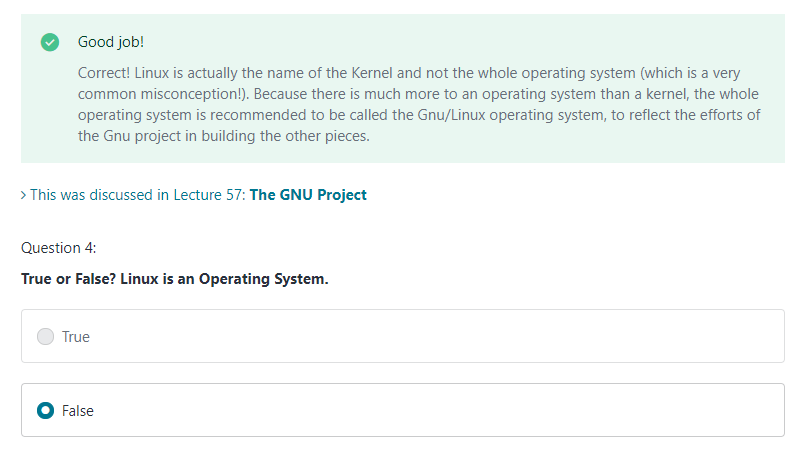 Good job!
Correct! Linux is actually the name of the Kernel and not the whole operating system (which is a very
common misconception!). Because there is much more to an operating system than a kernel, the whole
operating system is recommended to be called the Gnu/Linux operating system, to reflect the efforts of
the Gnu project in building the other pieces.
> This was discussed in Lecture 57: The GNU Project
Question 4:
True or False? Linux is an Operating System.
True
False